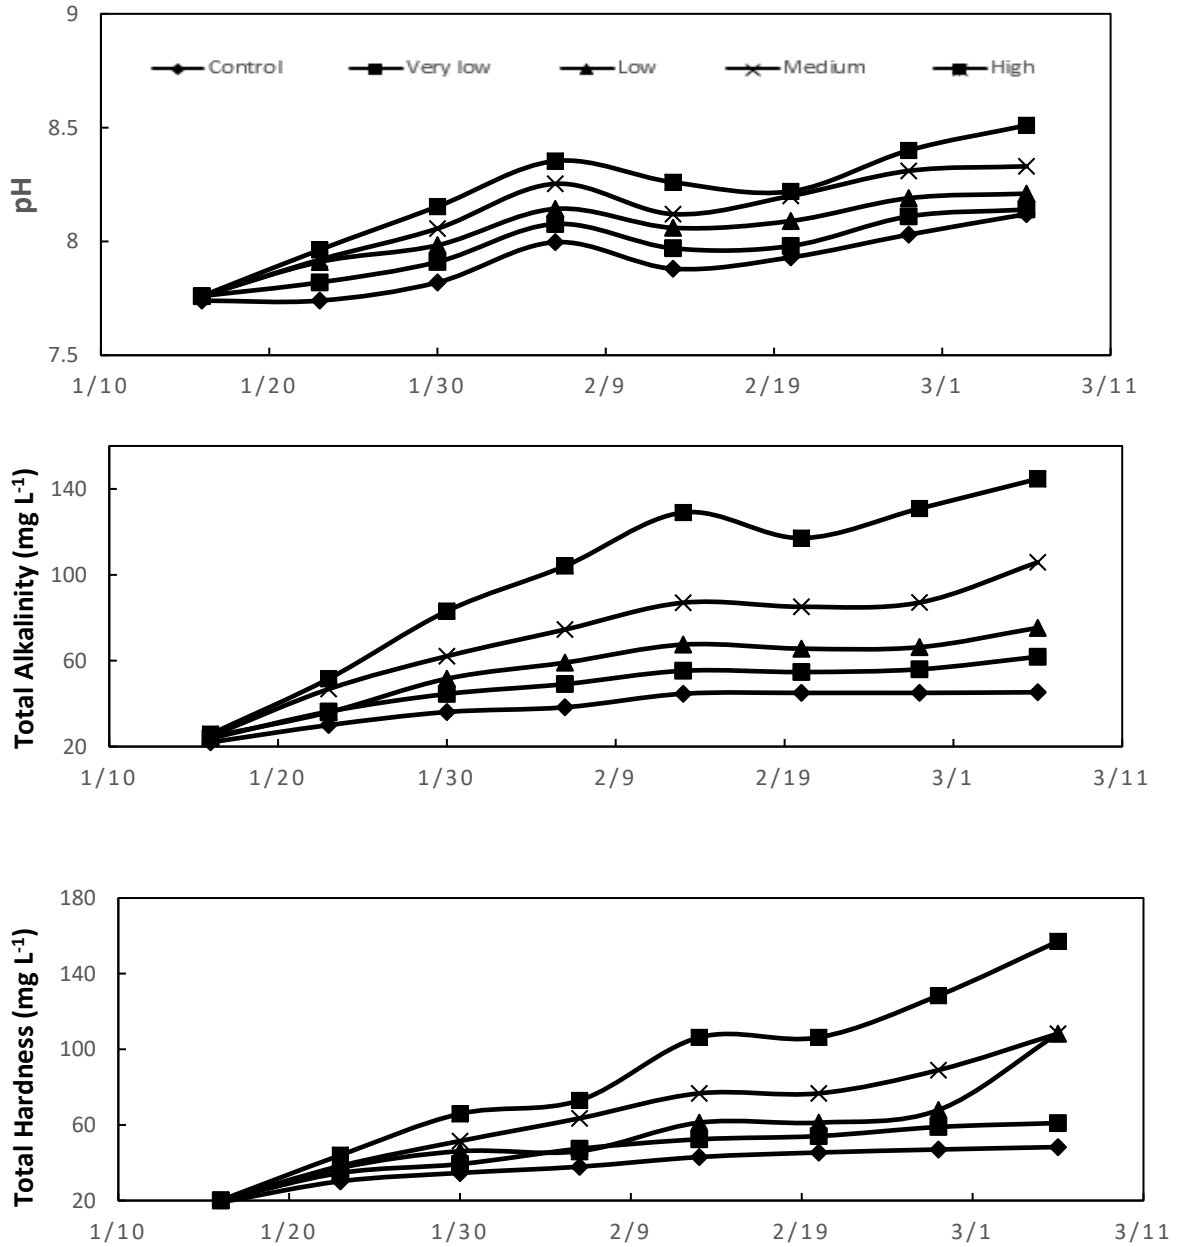 9
Control Very low Low Medium High
8.5
pH
8
7.5
1/10 1/20 1/30 2/9 2/19 3/1 3/11
Total Alkalinity (mg L-1)
140
100
60
20
1/10 1/20 1/30 2/9 2/19 3/1 3/11
Total Hardness (mg L-1)
180
140
100
60
20
1/10 1/20 1/30 2/9 2/19 3/1 3/11